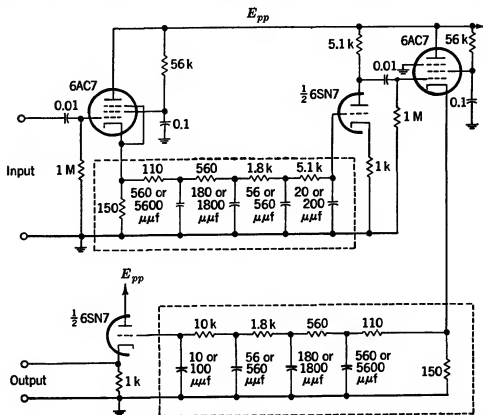 E_pp
6AC7
56 k
5.1 k
6AC7
56 k
0.01
0.1
½ 6SN7
0.01
0.1
Input
1 M
110
560
1.8 k
5.1 k
1 k
1 M
150
560 or
5600
μμf
180 or
1800
μμf
56 or
560
μμf
20 or
200
μμf
E_pp
½ 6SN7
10 k
1.8 k
560
110
10 or
100
μμf
56 or
560
μμf
180 or
1800
μμf
560 or
5600
μμf
150
Output
1 k